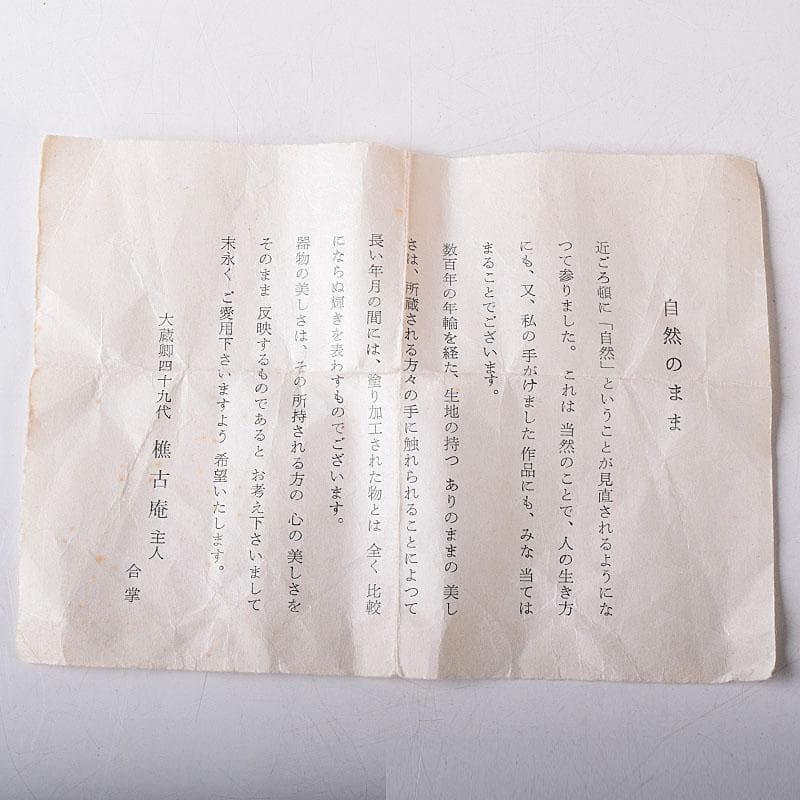 自然のまま
近ごろ頓に「自然」ということが見直されるようにな
つて参りました。これは 当然のことで、人の生き方
にも、又、私の手がけました 作品にも、みな 当ては
まることでございます。
数百年の年輪を経た、生地の持つ ありのままの 美し
さは、所蔵される方々の手に触れられることによつて
長い年月の間には、塗り加工された物とは 全く 比較
にならぬ輝きを表わすものでございます。
器物の美しさは、その所持される方の 心の 美しさを
そのまま 反映するものであると お考え下さいまして
末永く ご愛用下さいますよう 希望いたします。
大蔵卿四十九代 樵古庵 主人
合掌